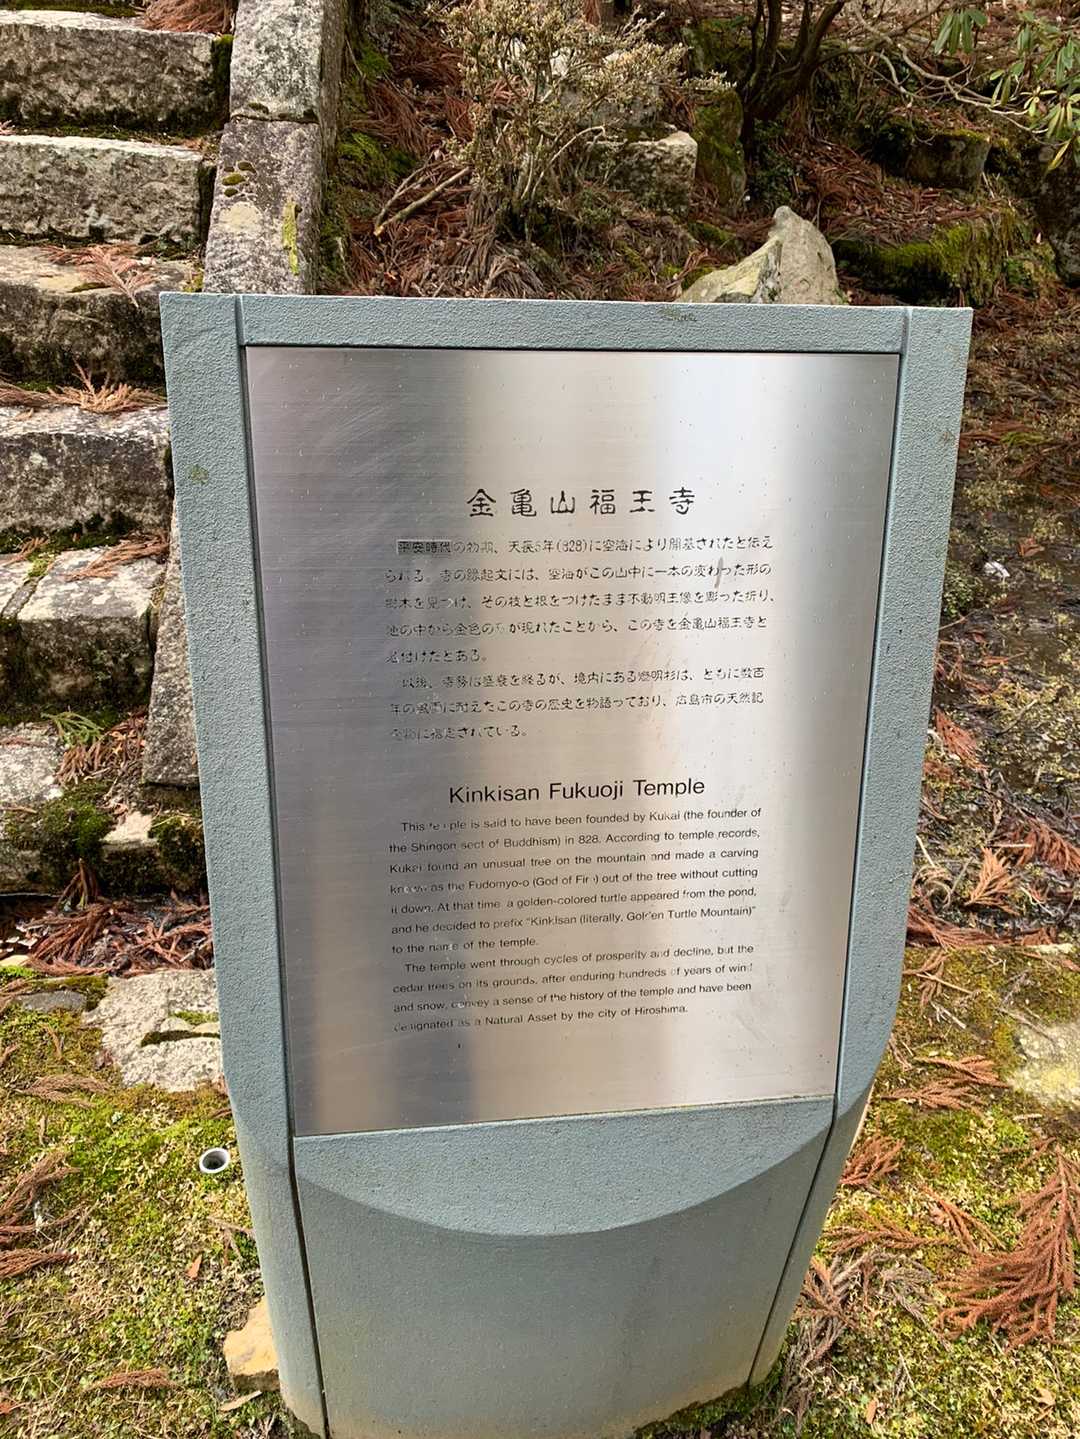 金亀山福王寺
平安時代の初期、天長5年(828)に空海により開基されたと伝え
られる。寺の縁起文には、空海がこの山中に一本の変わった形の
樹木を見つけ、その枝と根をつけたまま不動明王像を彫った折り、
池の中から金色の が現れたことから、この寺を金亀山福王寺と
名付けたとある。
以後、寺勢は盛衰を経るが、境内にある燈明杉は、ともに数百
年の風雪に耐えたこの寺の歴史を物語っており、広島市の天然記
念物に指定されている。
Kinkisan Fukuoji Temple
This temple is said to have been founded by Kukai (the founder of
the Shingon sect of Buddhism) in 828. According to temple records,
Kukai found an unusual tree on the mountain and made a carving
known as the Fudomyo-o (God of Fire) out of the tree without cutting
it down. At that time, a golden-colored turtle appeared from the pond,
and he decided to prefix "Kinkisan (literally, Golden Turtle Mountain)"
to the name of the temple.
The temple went through cycles of prosperity and decline, but the
cedar trees on its grounds, after enduring hundreds of years of wind
and snow, convey a sense of the history of the temple and have been
designated as a Natural Asset by the city of Hiroshima.